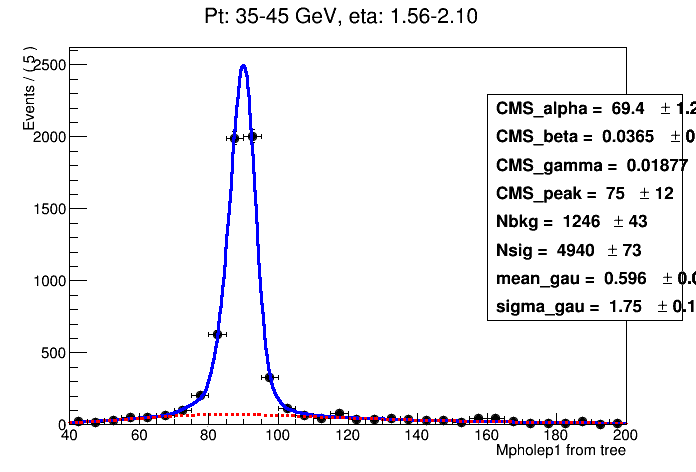 Pt: 35-45 GeV, eta: 1.56-2.10
Events / ( 5 )
2500
2000
1500
1000
500
0
40 60 80 100 120 140 160 180 200
Mpholep1 from tree
CMS_alpha = 69.4 ± 1.2
CMS_beta = 0.0365 ± 0
CMS_gamma = 0.01877
CMS_peak = 75 ± 12
Nbkg = 1246 ± 43
Nsig = 4940 ± 73
mean_gau = 0.596 ± 0.0
sigma_gau = 1.75 ± 0.1